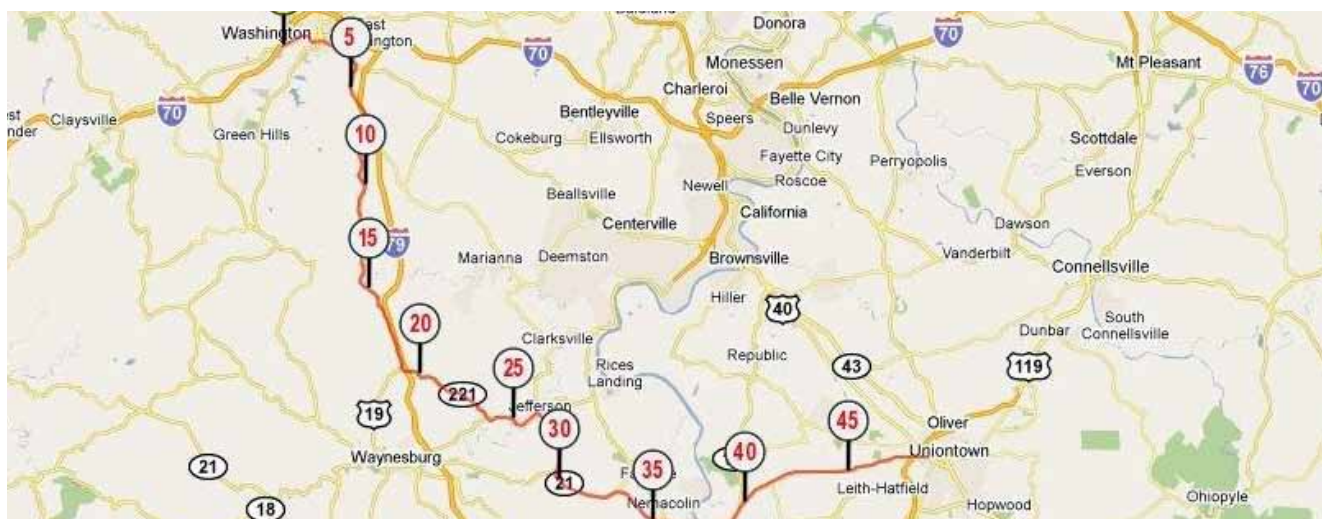 Donora
Washington
5
70
70
Monessen
Mt Pleasant
76
70
Charleroi
Belle Vernon
Claysville
70
Bentleyville
Speers
Dunlevy
Green Hills
10
Cokeburg
Ellsworth
Scottdale
Fayette City
Perryopolis
Everson
Beallsville
Newell
Roscoe
15
Centerville
California
Dawson
79
Marianna
Deemston
Brownsville
Vanderbilt
Connellsville
Hiller
40
20
Clarksville
Republic
Dunbar
South
Connellsville
25
Rices
Landing
43
119
221
Jefferson
19
30
45
Oliver
Waynesburg
40
Uniontown
21
35
21
Leith-Hatfield
18
Nemacolin
Hopwood
Ohiopyle